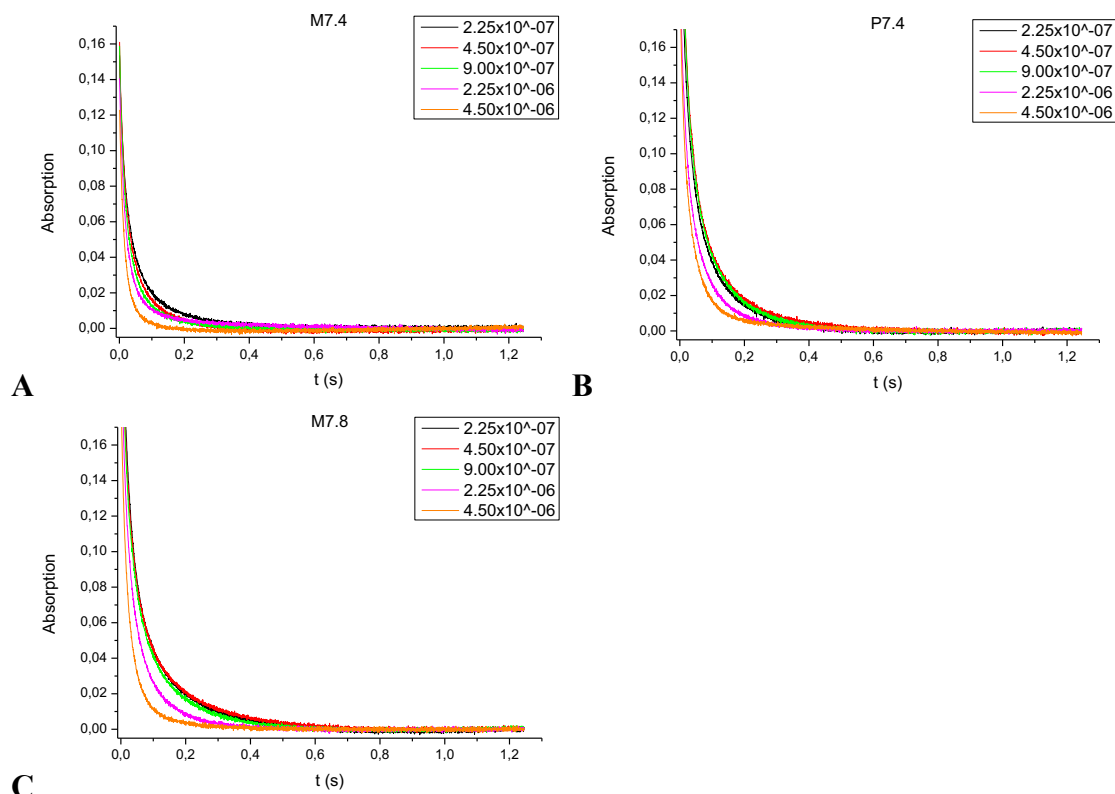 M7.4
2.25x10^-07
4.50x10^-07
9.00x10^-07
2.25x10^-06
4.50x10^-06
0,16
0,14
0,12
0,10
0,08
0,06
0,04
0,02
0,00
Absorption
0,0 0,2 0,4 0,6 0,8 1,0 1,2
t (s)
A
P7.4
2.25x10^-07
4.50x10^-07
9.00x10^-07
2.25x10^-06
4.50x10^-06
0,16
0,14
0,12
0,10
0,08
0,06
0,04
0,02
0,00
Absorption
0,0 0,2 0,4 0,6 0,8 1,0 1,2
t (s)
B
M7.8
2.25x10^-07
4.50x10^-07
9.00x10^-07
2.25x10^-06
4.50x10^-06
0,16
0,14
0,12
0,10
0,08
0,06
0,04
0,02
0,00
Absorption
0,0 0,2 0,4 0,6 0,8 1,0 1,2
t (s)
C